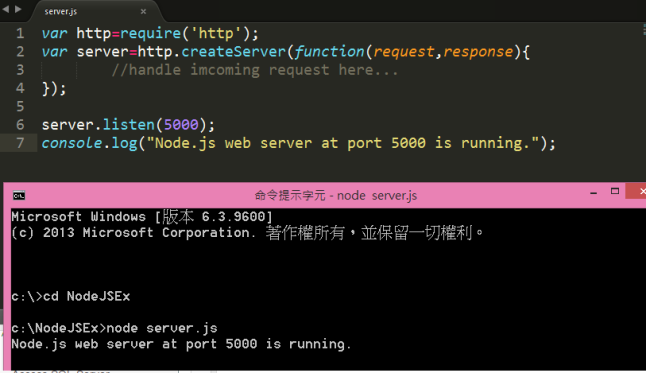 server.js
1 var http=require('http');
2 var server=http.createServer(function(request,response){
3 //handle imcoming request here...
4 });
5
6 server.listen(5000);
7 console.log("Node.js web server at port 5000 is running.");
命令提示字元 - node server.js
Microsoft Windows [版本 6.3.9600]
(c) 2013 Microsoft Corporation. 著作權所有，並保留一切權利。
c:\>cd NodeJSEx
c:\NodeJSEx>node server.js
Node.js web server at port 5000 is running.